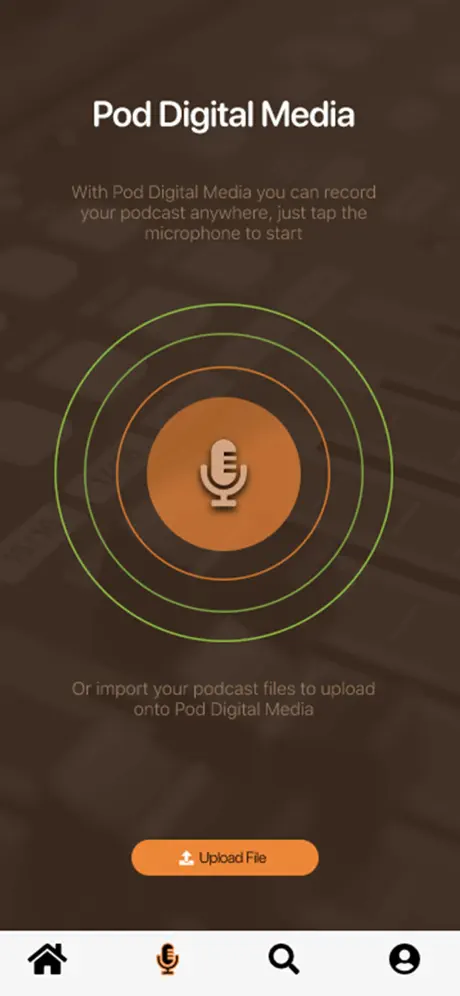 Pod Digital Media
With Pod Digital Media you can record
your podcast anywhere, just tap the
microphone to start
Or import your podcast files to upload
onto Pod Digital Media
Upload File